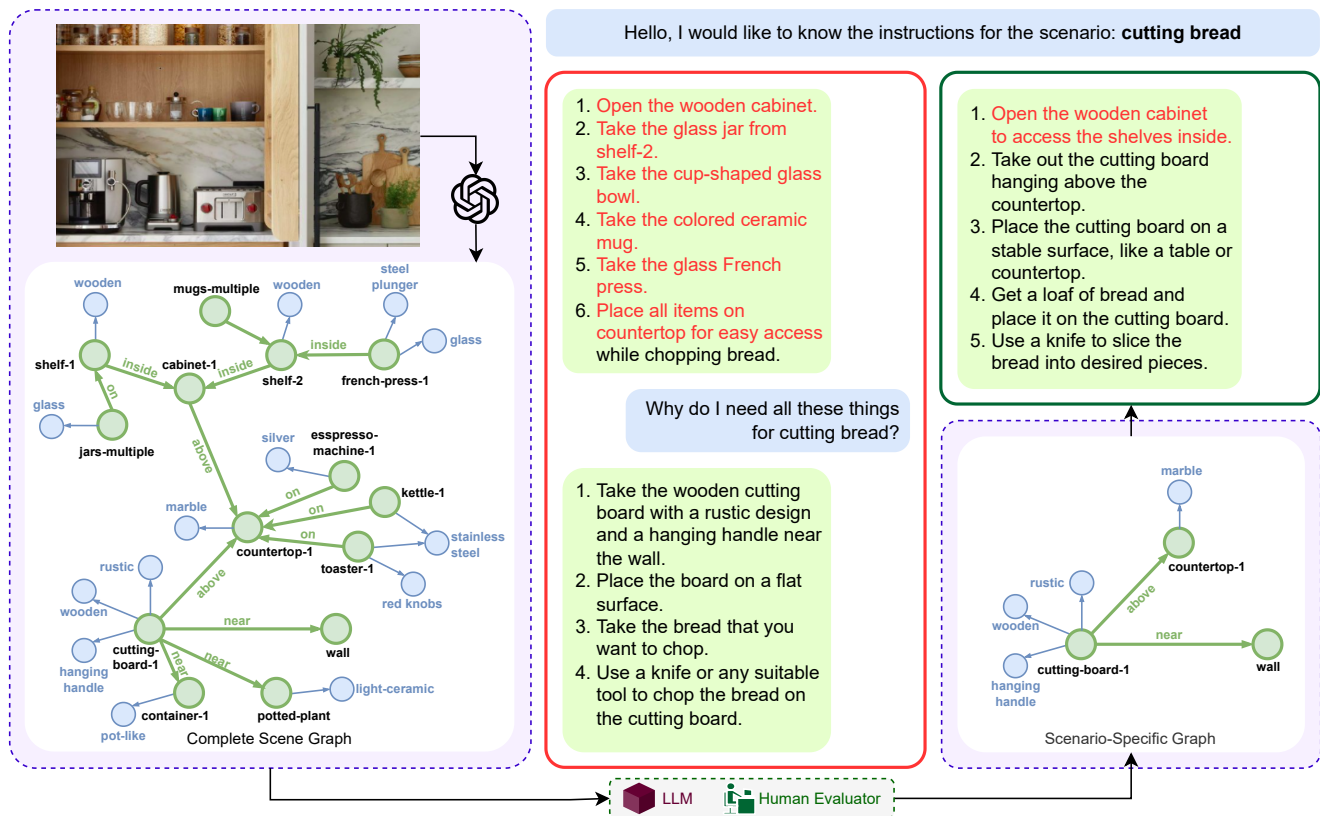 Hello, I would like to know the instructions for the scenario: cutting bread
wooden
mugs-multiple
wooden
steel
plunger
glass
shelf-1
inside
cabinet-1
inside
shelf-2
inside
french-press-1
on
glass
jars-multiple
above
silver
esspresso-
machine-1
on
kettle-1
on
marble
countertop-1
on
toaster-1
stainless
steel
red knobs
rustic
above
wooden
near
cutting-
board-1
wall
hanging
handle
near
near
container-1
potted-plant
light-ceramic
pot-like
Complete Scene Graph
1. Open the wooden cabinet.
2. Take the glass jar from
shelf-2.
3. Take the cup-shaped glass
bowl.
4. Take the colored ceramic
mug.
5. Take the glass French
press.
6. Place all items on
countertop for easy access
while chopping bread.
Why do I need all these things
for cutting bread?
1. Take the wooden cutting
board with a rustic design
and a hanging handle near
the wall.
2. Place the board on a flat
surface.
3. Take the bread that you
want to chop.
4. Use a knife or any suitable
tool to chop the bread on
the cutting board.
1. Open the wooden cabinet
to access the shelves inside.
2. Take out the cutting board
hanging above the
countertop.
3. Place the cutting board on a
stable surface, like a table or
countertop.
4. Get a loaf of bread and
place it on the cutting board.
5. Use a knife to slice the
bread into desired pieces.
marble
countertop-1
rustic
above
wooden
near
cutting-board-1
wall
hanging
handle
Scenario-Specific Graph
LLM
Human Evaluator